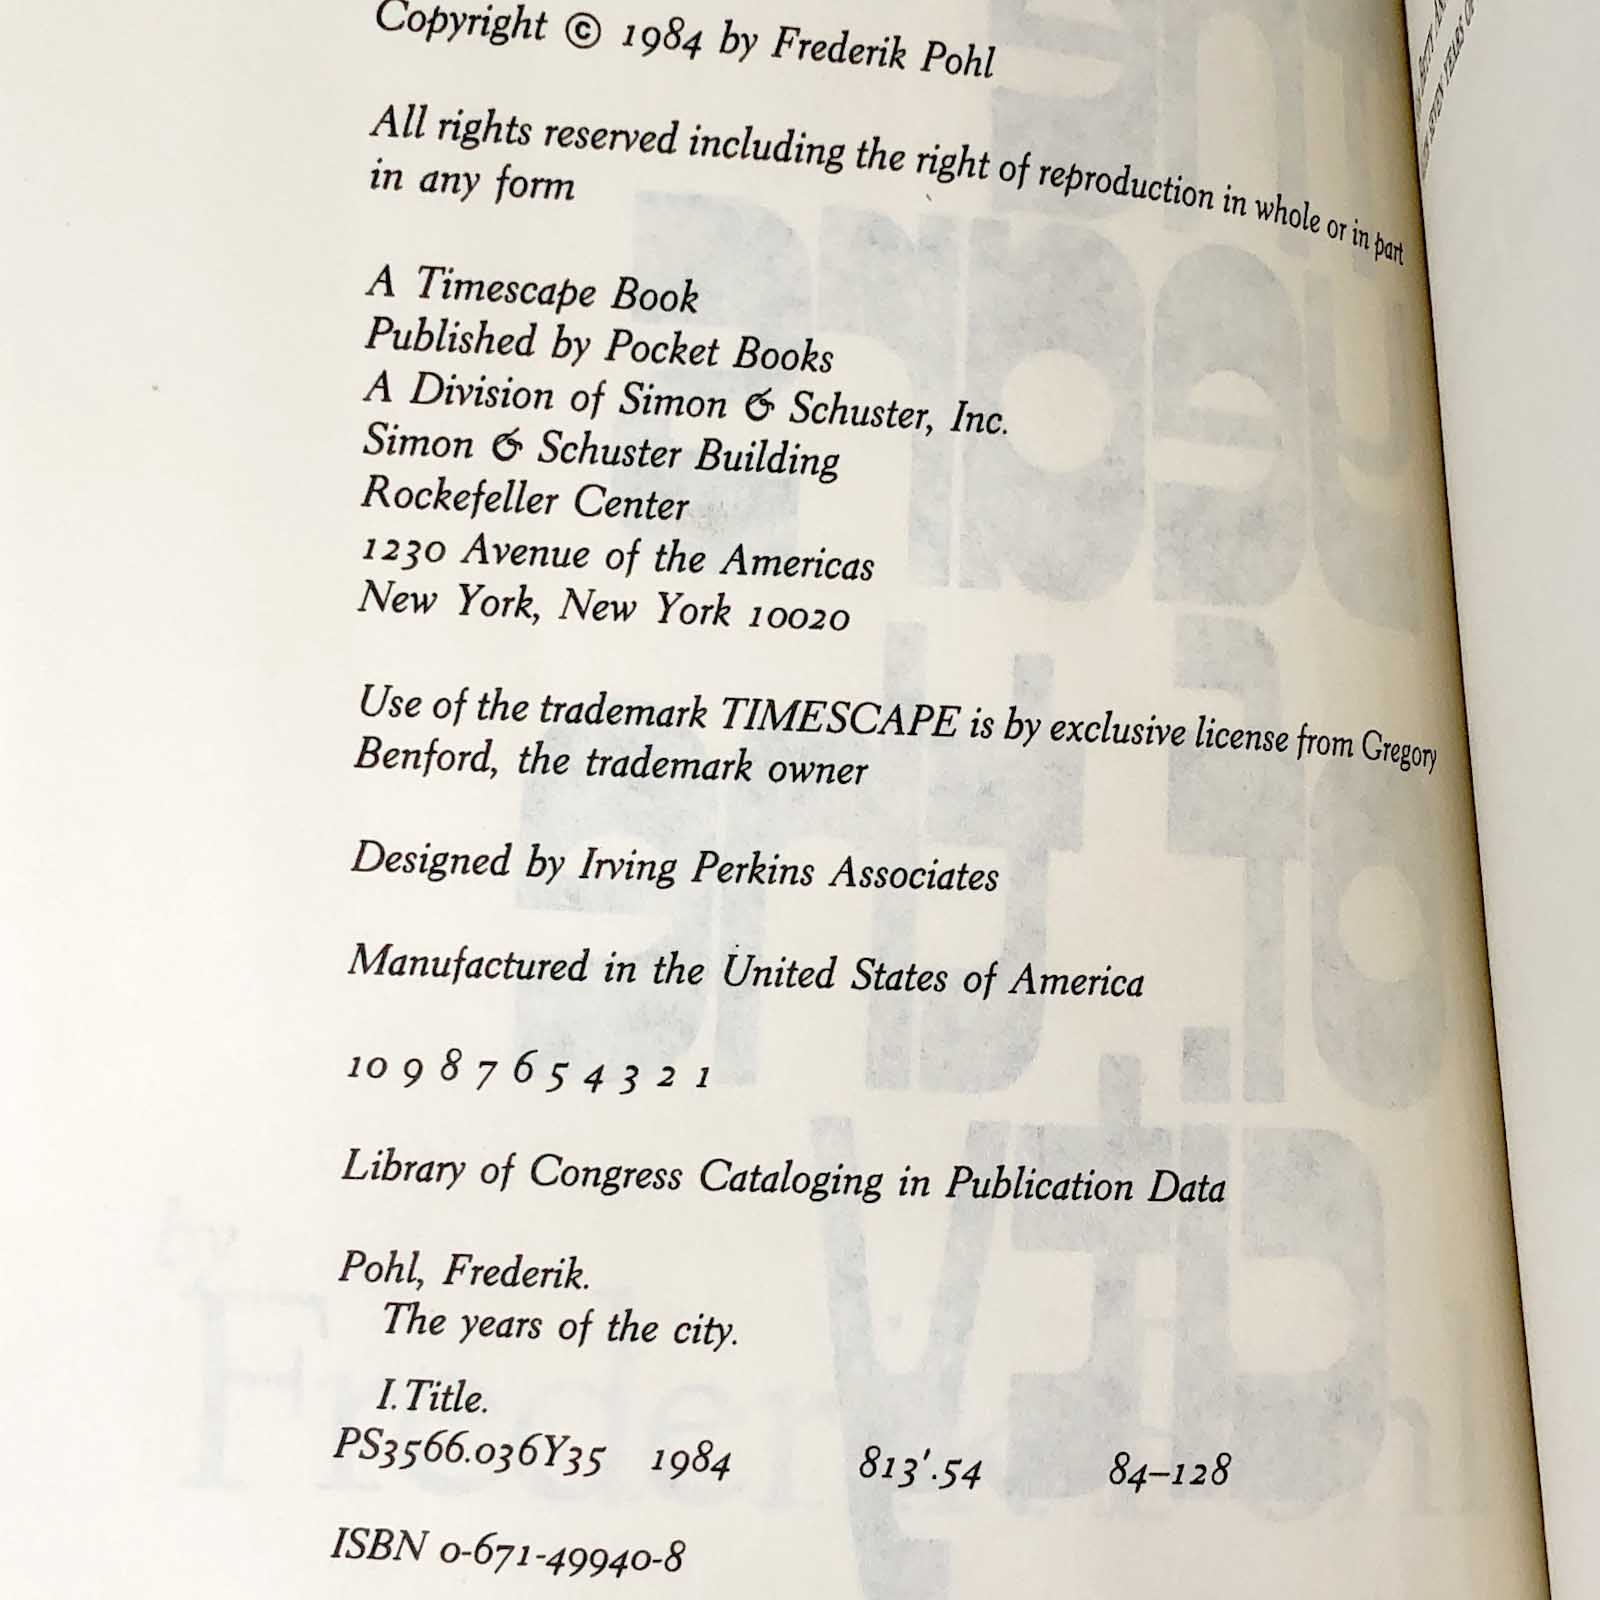 Copyright © 1984 by Frederik Pohl
All rights reserved including the right of reproduction in whole or in part
in any form
A Timescape Book
Published by Pocket Books
A Division of Simon & Schuster, Inc.
Simon & Schuster Building
Rockefeller Center
1230 Avenue of the Americas
New York, New York 10020
Use of the trademark TIMESCAPE is by exclusive license from Gregory
Benford, the trademark owner
Designed by Irving Perkins Associates
Manufactured in the United States of America
10 9 8 7 6 5 4 3 2 1
Library of Congress Cataloging in Publication Data
Pohl, Frederik.
The years of the city.
I. Title.
PS3566.036Y35 1984 813'.54 84–128
ISBN 0-671-49940-8